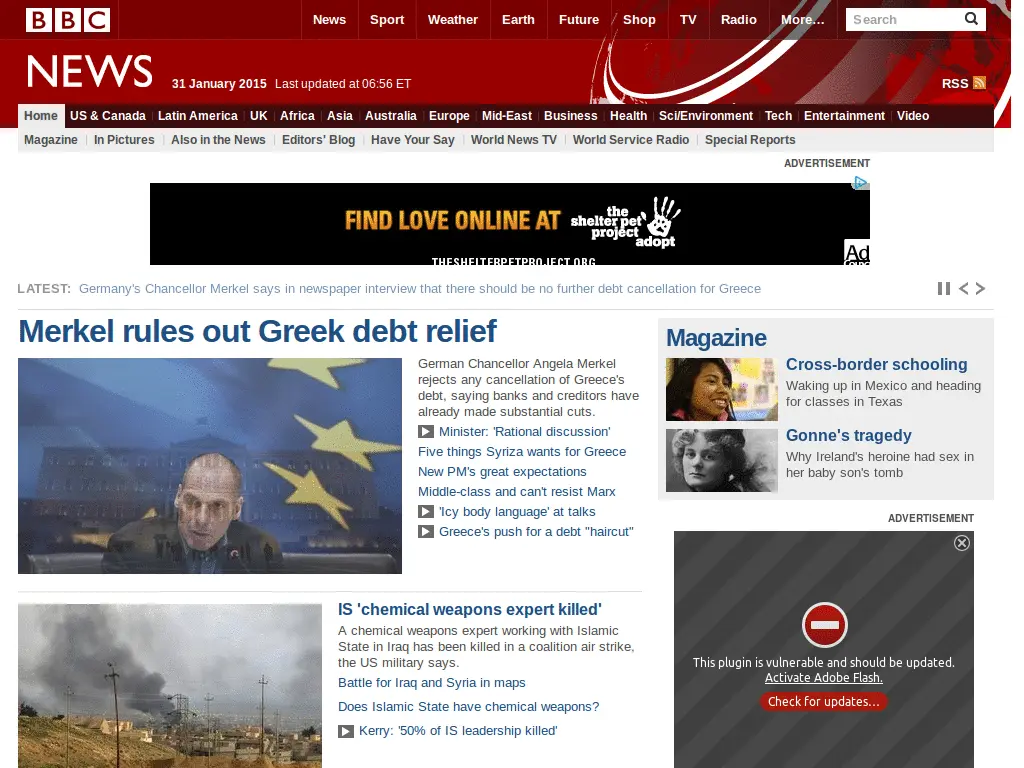 BBC
News Sport Weather Earth Future Shop TV Radio More… Search
NEWS
31 January 2015 Last updated at 06:56 ET
RSS
Home US & Canada Latin America UK Africa Asia Australia Europe Mid-East Business Health Sci/Environment Tech Entertainment Video
Magazine In Pictures Also in the News Editors' Blog Have Your Say World News TV World Service Radio Special Reports
ADVERTISEMENT
FIND LOVE ONLINE AT
the
shelter pet
project
adopt
THESHELTERPETPROJECT.ORG
Ad
LATEST: Germany's Chancellor Merkel says in newspaper interview that there should be no further debt cancellation for Greece
Merkel rules out Greek debt relief
German Chancellor Angela Merkel
rejects any cancellation of Greece's
debt, saying banks and creditors have
already made substantial cuts.
Minister: 'Rational discussion'
Five things Syriza wants for Greece
New PM's great expectations
Middle-class and can't resist Marx
'Icy body language' at talks
Greece's push for a debt "haircut"
Magazine
Cross-border schooling
Waking up in Mexico and heading
for classes in Texas
Gonne's tragedy
Why Ireland's heroine had sex in
her baby son's tomb
ADVERTISEMENT
This plugin is vulnerable and should be updated.
Activate Adobe Flash.
Check for updates…
IS 'chemical weapons expert killed'
A chemical weapons expert working with Islamic
State in Iraq has been killed in a coalition air strike,
the US military says.
Battle for Iraq and Syria in maps
Does Islamic State have chemical weapons?
Kerry: '50% of IS leadership killed'